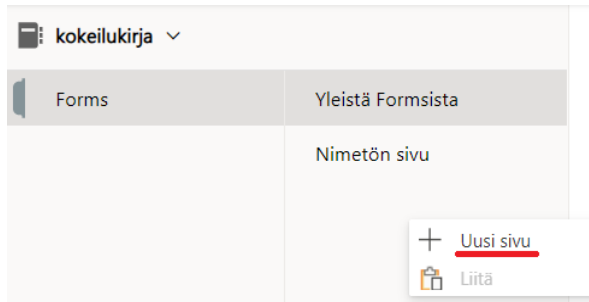 kokeilukirja
Forms
Yleistä Formsista
Nimetön sivu
Uusi sivu
Liitä